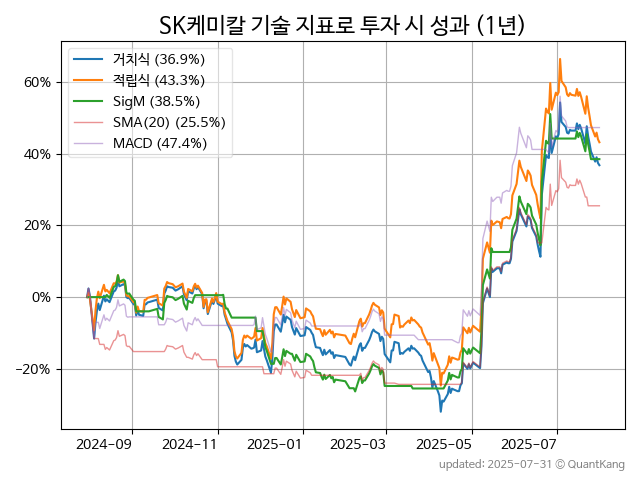 SK케미칼 기술 지표로 투자 시 성과 (1년)
거치식 (36.9%)
적립식 (43.3%)
SigM (38.5%)
SMA(20) (25.5%)
MACD (47.4%)
60%
40%
20%
0%
−20%
2024-09
2024-11
2025-01
2025-03
2025-05
2025-07
updated: 2025-07-31 © QuantKang